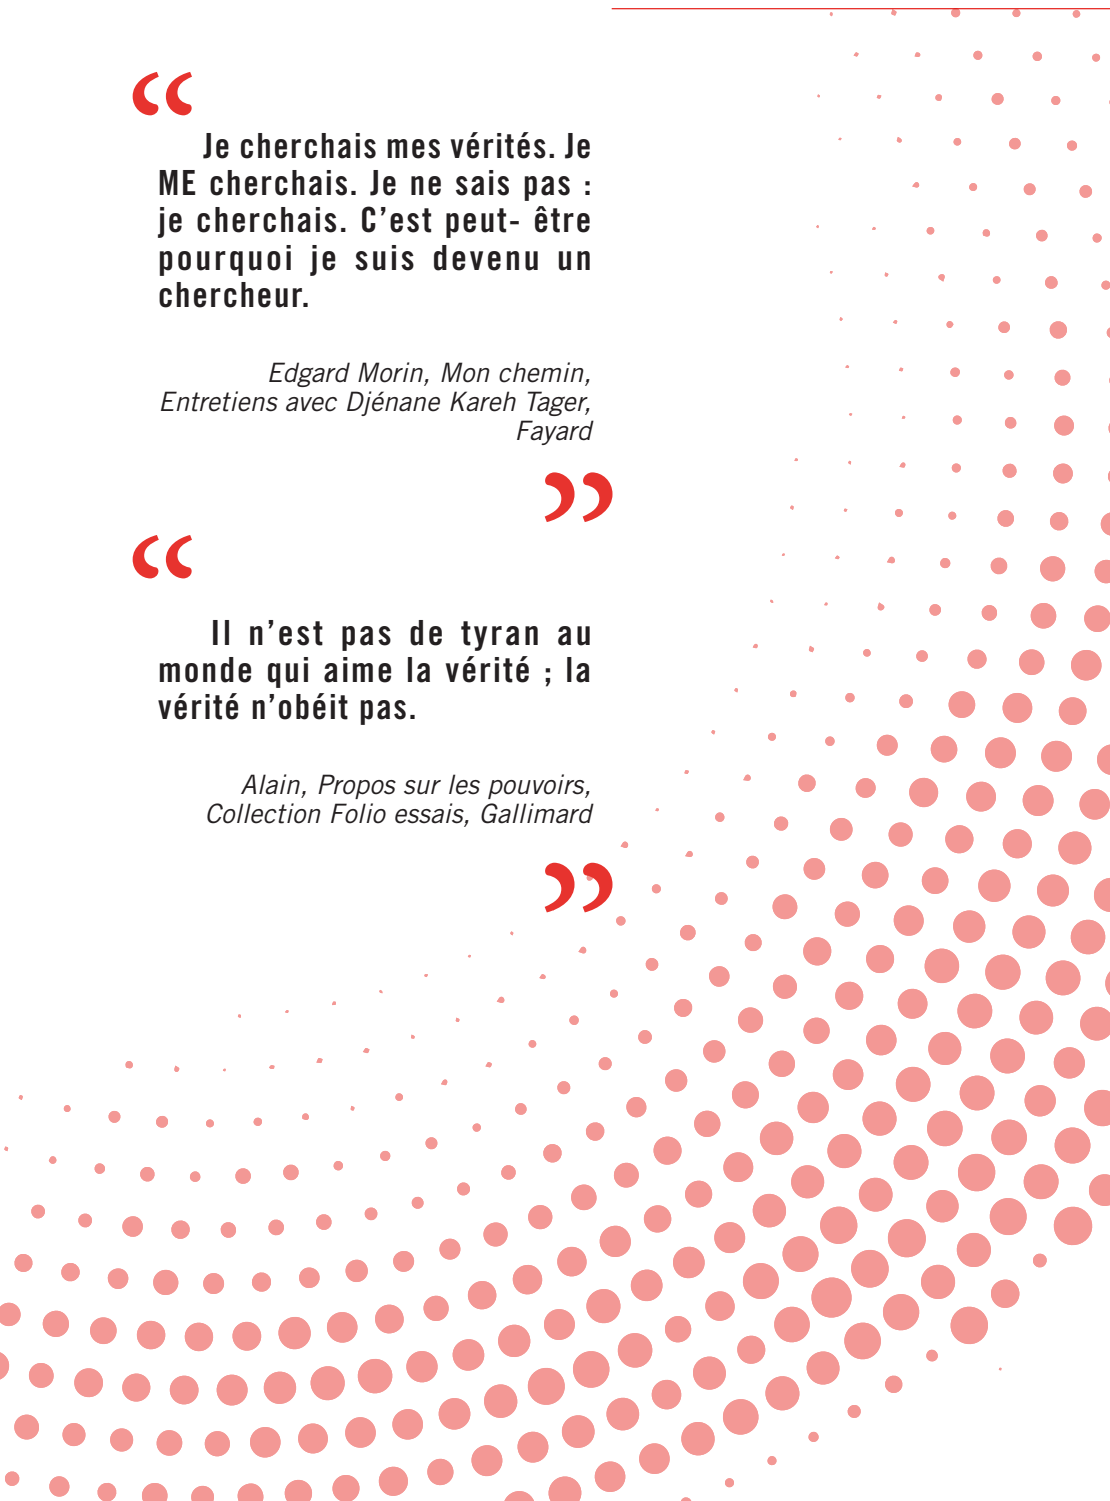 “
Je cherchais mes vérités. Je
ME cherchais. Je ne sais pas :
je cherchais. C’est peut- être
pourquoi je suis devenu un
chercheur.
Edgard Morin, Mon chemin,
Entretiens avec Djénane Kareh Tager,
Fayard
”
“
Il n’est pas de tyran au
monde qui aime la vérité ; la
vérité n’obéit pas.
Alain, Propos sur les pouvoirs,
Collection Folio essais, Gallimard
”